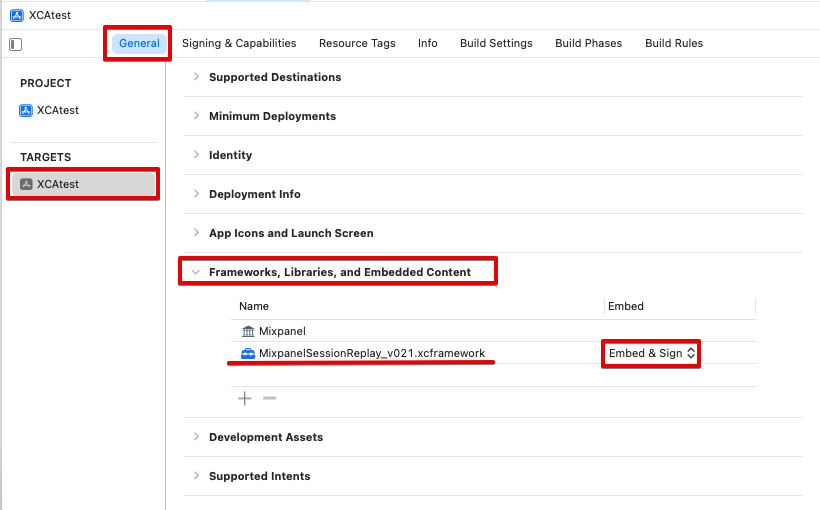 XCAtest
General Signing & Capabilities Resource Tags Info Build Settings Build Phases Build Rules
PROJECT
XCAtest
TARGETS
XCAtest
Supported Destinations
Minimum Deployments
Identity
Deployment Info
App Icons and Launch Screen
Frameworks, Libraries, and Embedded Content
Name Embed
Mixpanel
MixpanelSessionReplay_v021.xcframework Embed & Sign
Development Assets
Supported Intents